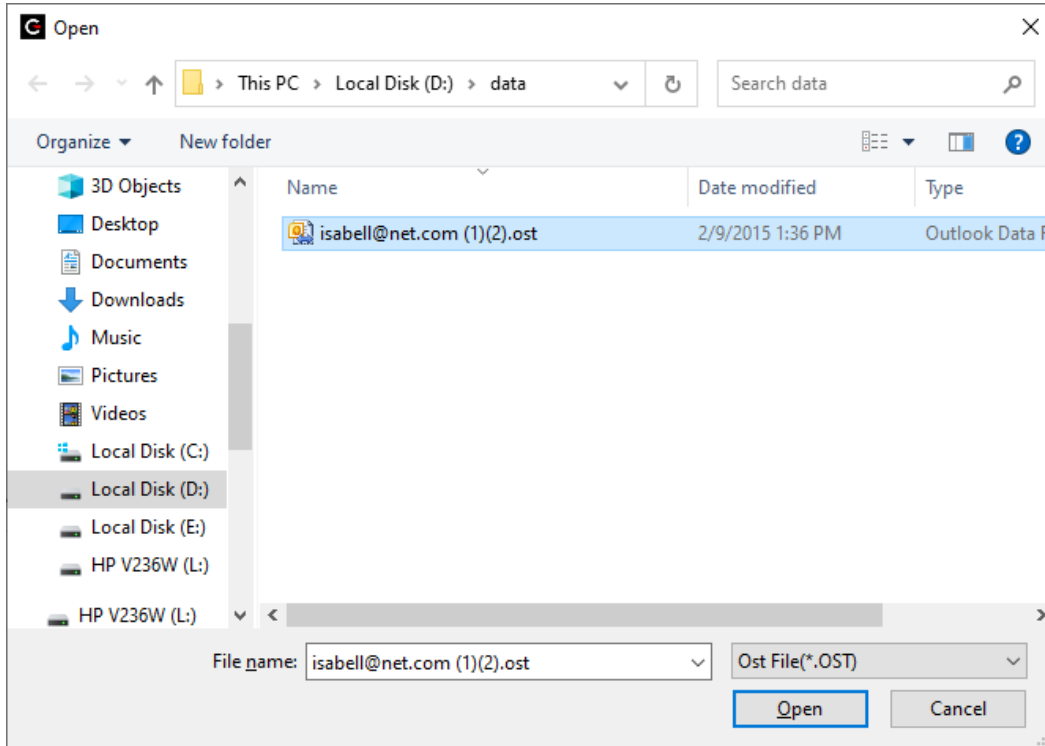 Open
This PC > Local Disk (D:) > data
Search data
Organize
New folder
Name
Date modified
Type
3D Objects
Desktop
Documents
Downloads
Music
Pictures
Videos
Local Disk (C:)
Local Disk (D:)
Local Disk (E:)
HP V236W (L:)
HP V236W (L:)
isabell@net.com (1)(2).ost
2/9/2015 1:36 PM
Outlook Data F
File name:
isabell@net.com (1)(2).ost
Ost File(*.OST)
Open
Cancel